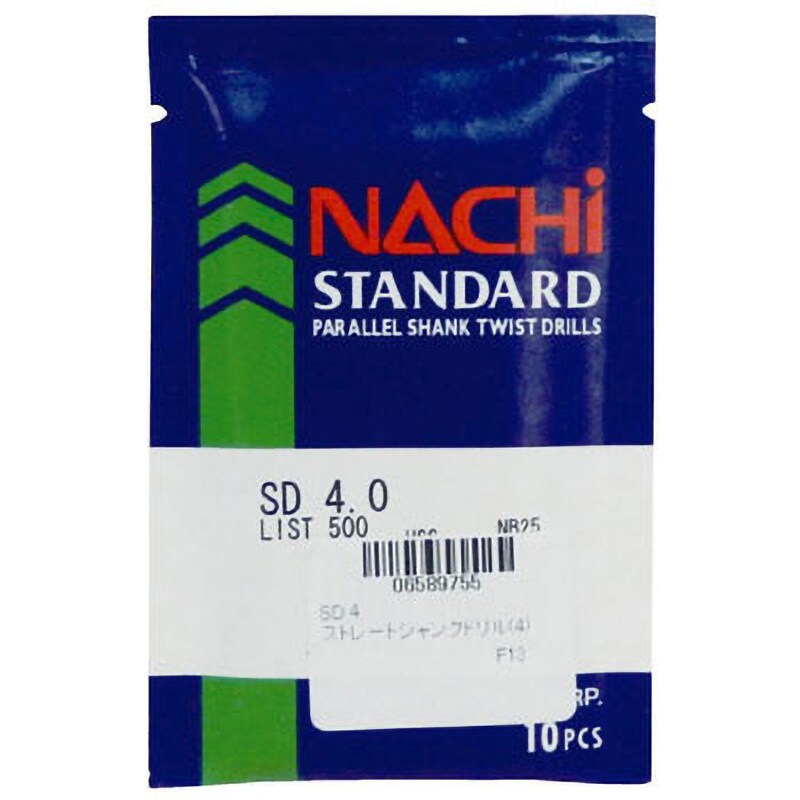 NACHi
STANDARD
PARALLEL SHANK TWIST DRILLS
SD 4.0
LIST 500 NR25
06589755
SD 4
ストレートシャンクドリル(4)
F13
10 PCS